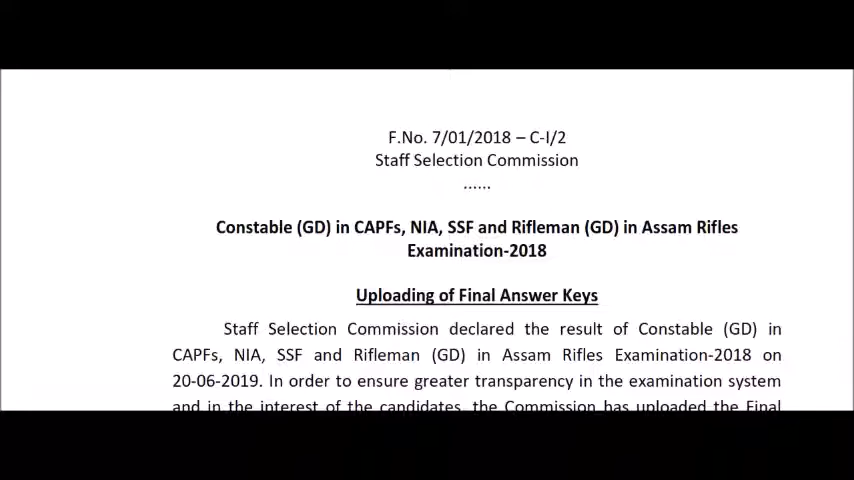 F.No. 7/01/2018 – C-I/2
Staff Selection Commission
......
Constable (GD) in CAPFs, NIA, SSF and Rifleman (GD) in Assam Rifles
Examination-2018
Uploading of Final Answer Keys
Staff Selection Commission declared the result of Constable (GD) in
CAPFs, NIA, SSF and Rifleman (GD) in Assam Rifles Examination-2018 on
20-06-2019. In order to ensure greater transparency in the examination system
and in the interest of the candidates, the Commission has uploaded the Final